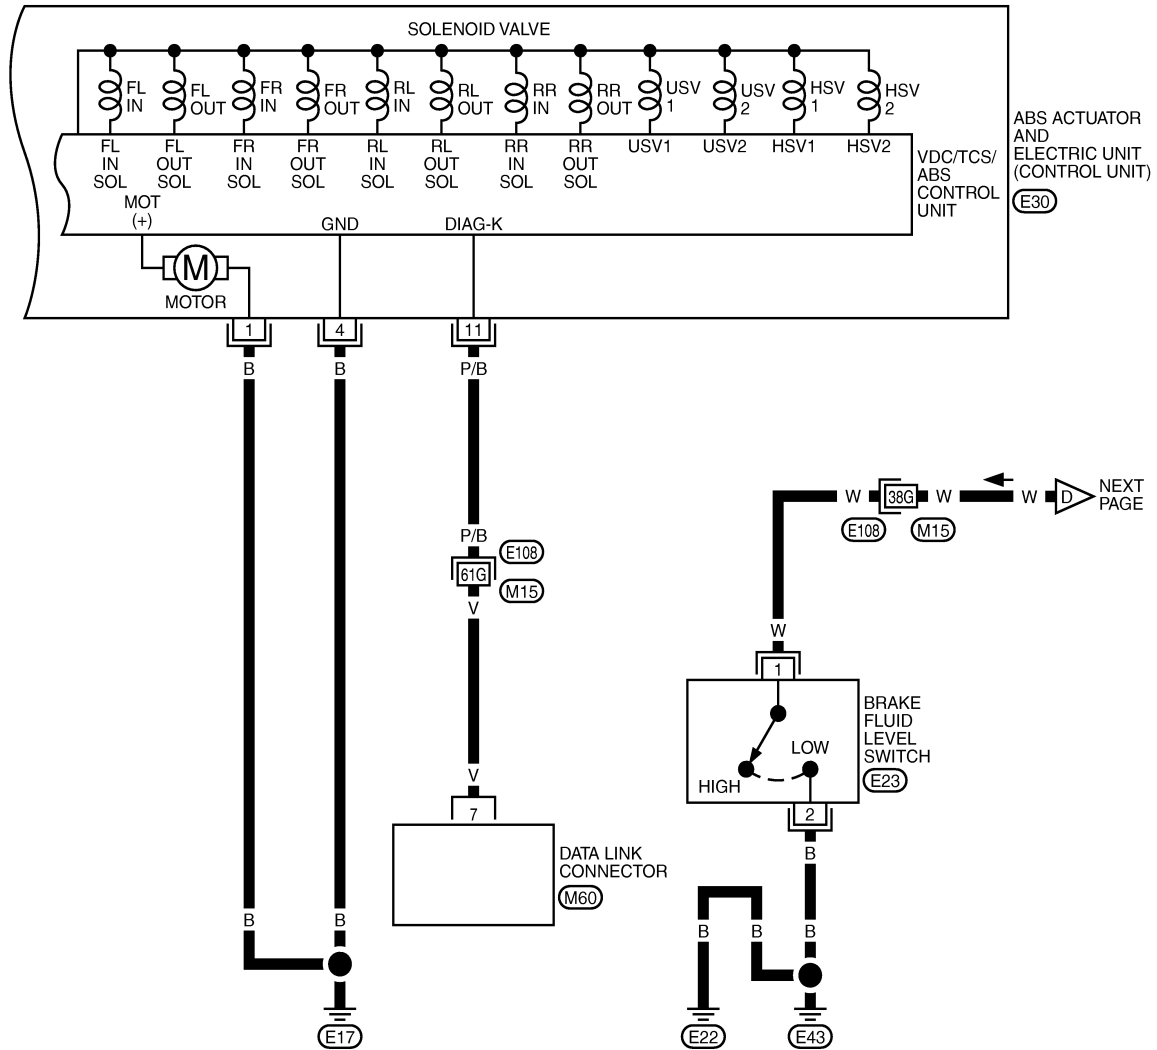 SOLENOID VALVE
FL
IN
FL
OUT
FR
IN
FR
OUT
RL
IN
RL
OUT
RR
IN
RR
OUT
USV
1
USV
2
HSV
1
HSV
2
FL
IN
SOL
FL
OUT
SOL
FR
IN
SOL
FR
OUT
SOL
RL
IN
SOL
RL
OUT
SOL
RR
IN
SOL
RR
OUT
SOL
USV1
USV2
HSV1
HSV2
VDC/TCS/
ABS
CONTROL
UNIT
ABS ACTUATOR
AND
ELECTRIC UNIT
(CONTROL UNIT)
E30
MOT
(+)
GND
DIAG-K
M
MOTOR
1
4
11
B
B
P/B
P/B
E108
61G
M15
V
V
7
DATA LINK
CONNECTOR
M60
B
B
E17
W
38G
W
W
D
NEXT
PAGE
E108
M15
W
1
BRAKE
FLUID
LEVEL
SWITCH
E23
LOW
HIGH
2
B
B
B
B
E22
E43